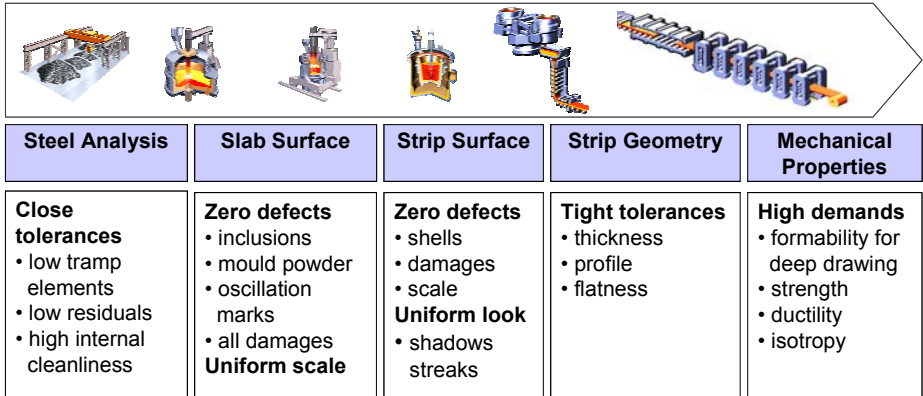 Steel Analysis
Slab Surface
Strip Surface
Strip Geometry
Mechanical
Properties
Close
tolerances
• low tramp
elements
• low residuals
• high internal
cleanliness
Zero defects
• inclusions
• mould powder
• oscillation
marks
• all damages
Uniform scale
Zero defects
• shells
• damages
• scale
Uniform look
• shadows
streaks
Tight tolerances
• thickness
• profile
• flatness
High demands
• formability for
deep drawing
• strength
• ductility
• isotropy